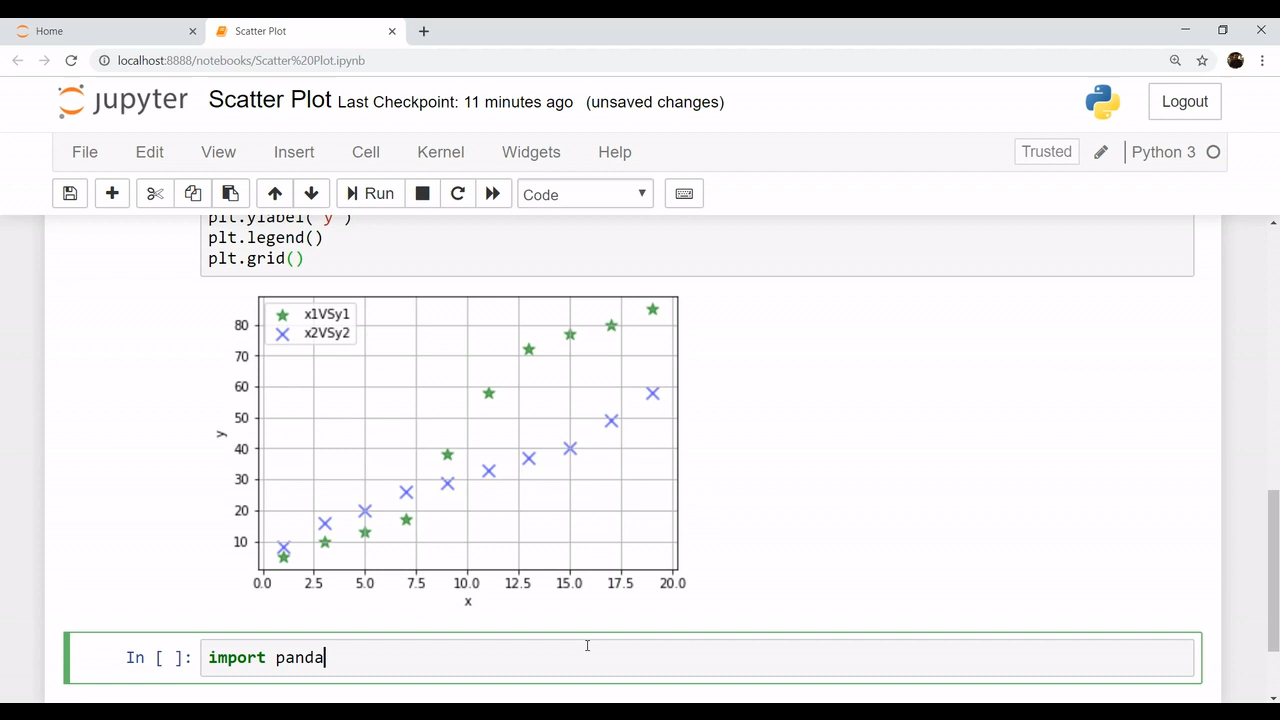 Home
Scatter Plot
localhost:8888/notebooks/Scatter%20Plot.ipynb
jupyter Scatter Plot Last Checkpoint: 11 minutes ago (unsaved changes)
Logout
File Edit View Insert Cell Kernel Widgets Help
Trusted
Python 3
Run
Code
plt.ylabel('y')
plt.legend()
plt.grid()
x1VSy1
x2VSy2
80
70
60
50
40
30
20
10
y
0.0 2.5 5.0 7.5 10.0 12.5 15.0 17.5 20.0
x
In [ ]: import panda